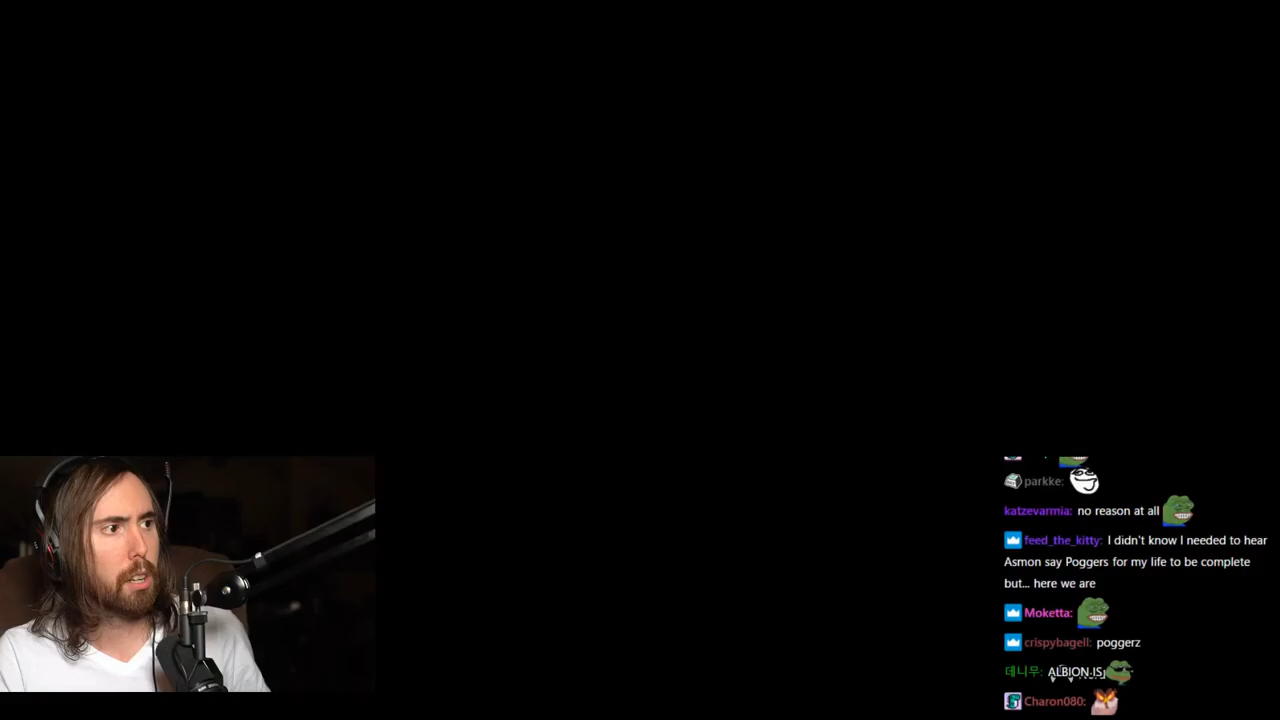 parkke:
katzevarmia: no reason at all
feed_the_kitty: I didn't know I needed to hear
Asmon say Poggers for my life to be complete
but... here we are
Moketta:
crispybagell: poggerz
데니무: ALBION IS
Charon080: